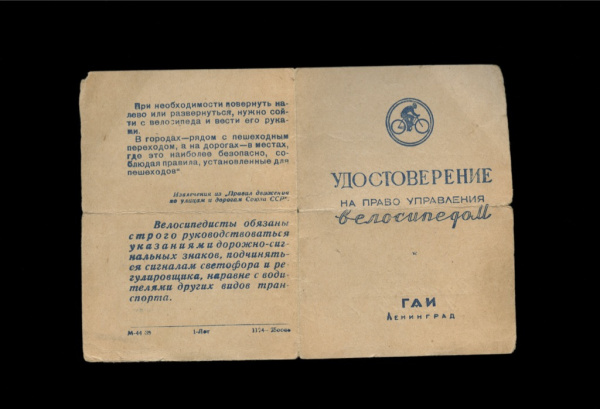 При необходимости повернуть на-
лево или развернуться, нужно сой-
ти с велосипеда и вести его рука-
ми.
В городах—рядом с пешеходным
переходом, а на дорогах—в местах,
где это наиболее безопасно, со-
блюдая правила, установленные для
пешеходов"
Извлечения из „Правил движения
по улицам и дорогам Союза ССР".
Велосипедисты обязаны
строго руководствоваться
указаниями дорожно-сиг-
нальных знаков, подчинять-
ся сигналам светофора и ре-
гулировщика, наравне с води-
телями других видов тран-
спорта.
1-Лит
УДОСТОВЕРЕНИЕ
НА ПРАВО УПРАВЛЕНИЯ
велосипедом
ГАИ
ЛЕНИНГРАД